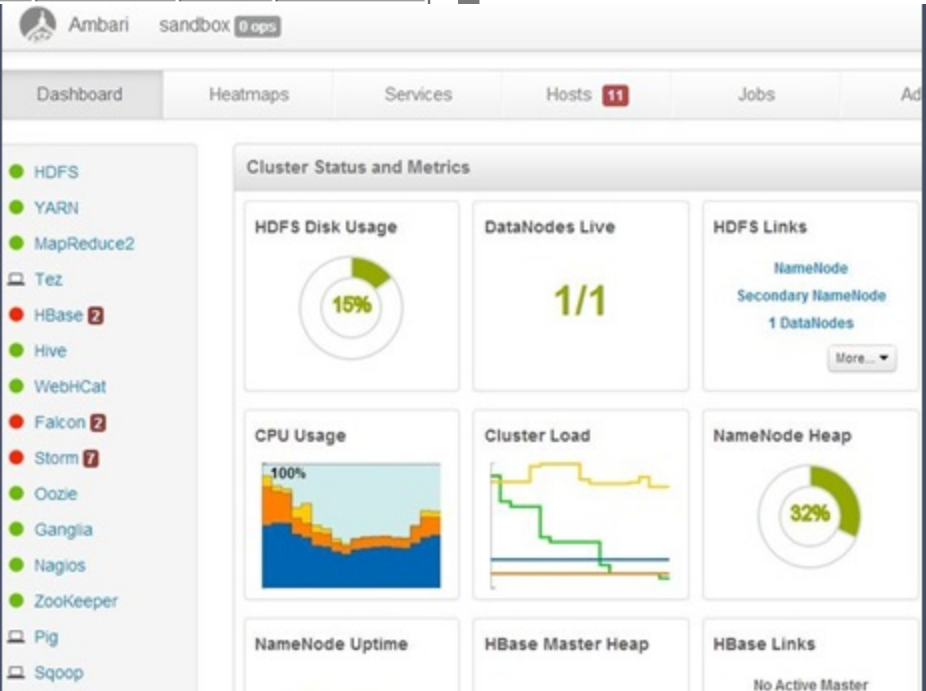 Ambari sandbox 0 ops
Dashboard Heatmaps Services Hosts 11 Jobs Ad
HDFS
YARN
MapReduce2
Tez
HBase 2
Hive
WebHCat
Falcon 2
Storm 7
Oozie
Ganglia
Nagios
ZooKeeper
Pig
Sqoop
Cluster Status and Metrics
HDFS Disk Usage
15%
DataNodes Live
1/1
HDFS Links
NameNode
Secondary NameNode
1 DataNodes
More...
CPU Usage
100%
Cluster Load
NameNode Heap
32%
NameNode Uptime
HBase Master Heap
HBase Links
No Active Master